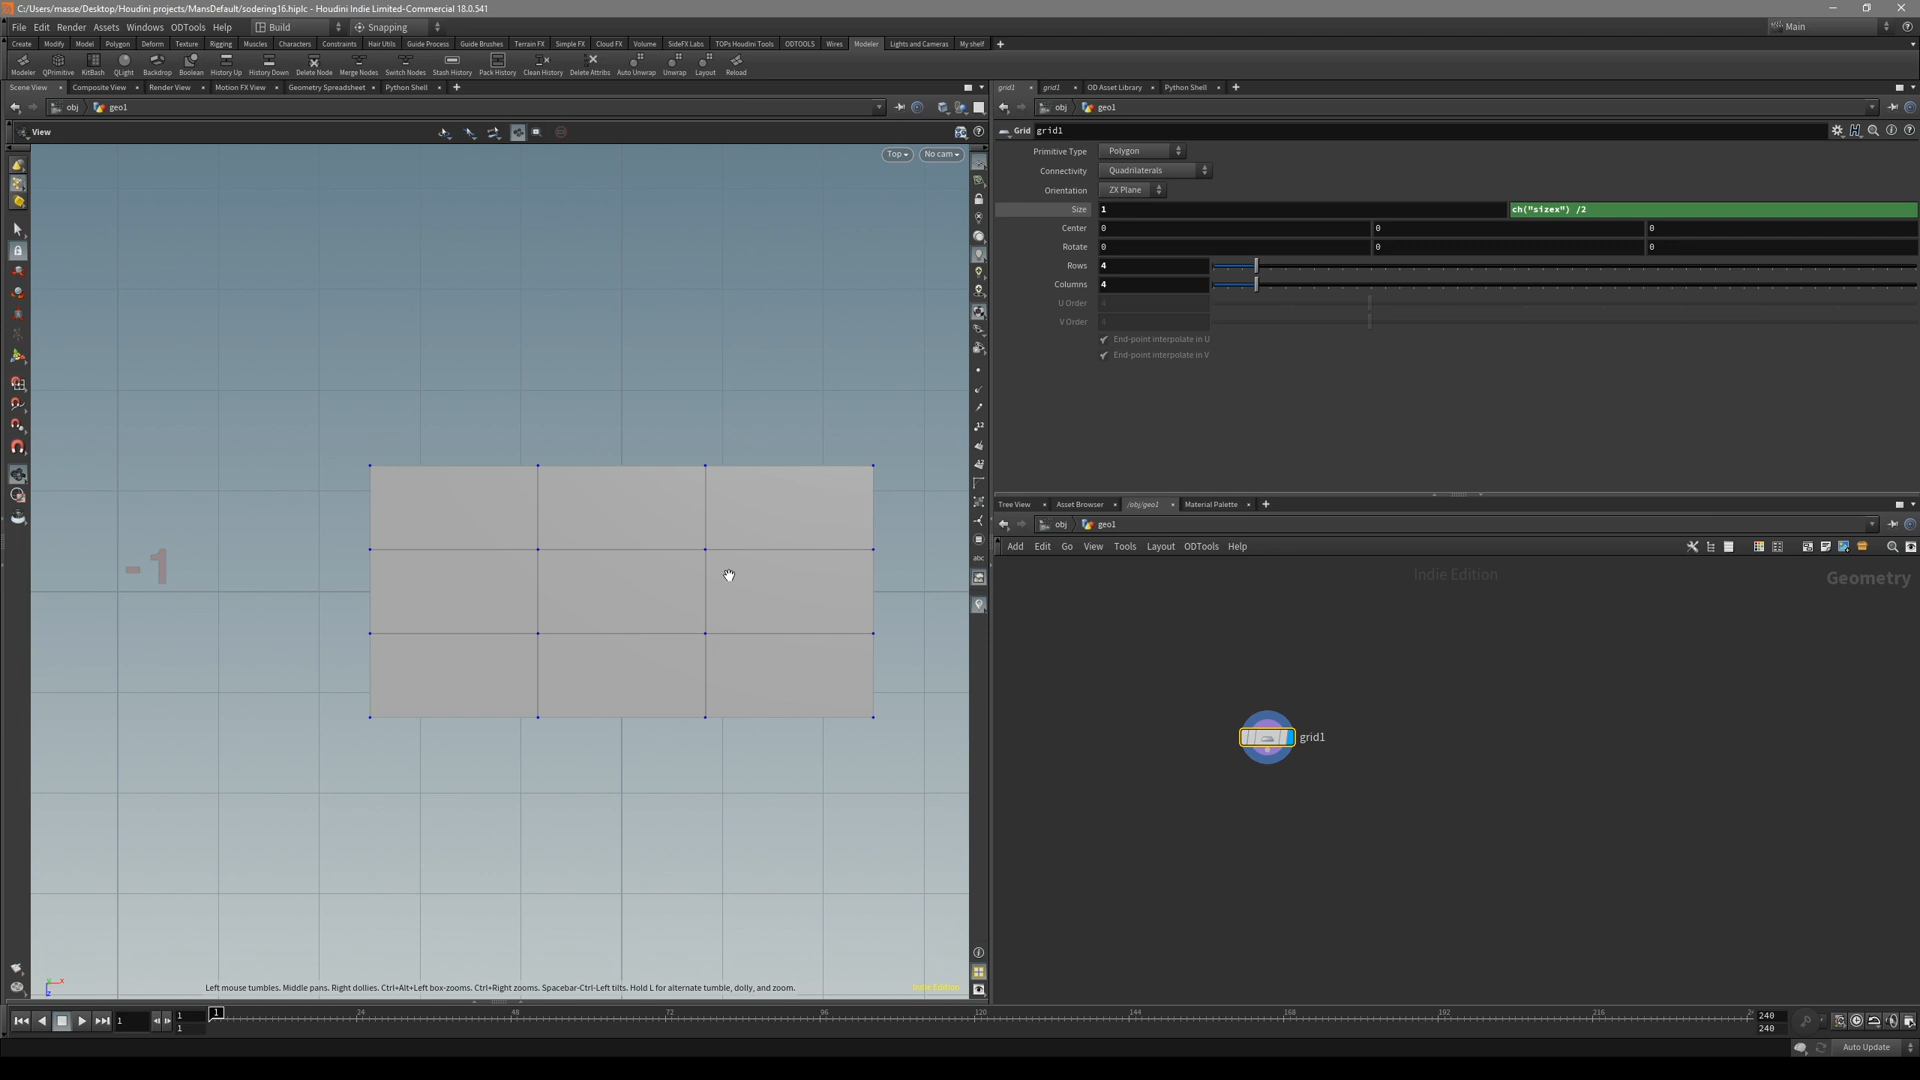 C:/Users/masse/Desktop/Houdini projects/MansDefault/sodering16.hiplc - Houdini Indie Limited-Commercial 18.0.541
File Edit Render Assets Windows ODTools Help Build Snapping Main
Create Modify Model Polygon Deform Texture Rigging Muscles Characters Constraints Hair Utils Guide Process Guide Brushes Terrain FX Simple FX Cloud FX Volume SideFX Labs TOPs Houdini Tools ODTOOLS Wires Modeler Lights and Cameras My shelf
Modeler QPrimitive KitBash QLight Backdrop Boolean History Up History Down Delete Node Merge Nodes Switch Nodes Stash History Pack History Clean History Delete Attribs Auto Unwrap Unwrap Layout Reload
Scene View Composite View Render View Motion FX View Geometry Spreadsheet Python Shell
obj geo1
View
Top No cam
-1
12
abc
Left mouse tumbles. Middle pans. Right dollies. Ctrl+Alt+Left box-zooms. Ctrl+Right zooms. Spacebar-Ctrl-Left tilts. Hold L for alternate tumble, dolly, and zoom.
Indie Edition
grid1 grid1 OD Asset Library Python Shell
obj geo1
Grid grid1
Primitive Type Polygon
Connectivity Quadrilaterals
Orientation ZX Plane
Size 1 ch("sizex") /2
Center 0 0 0
Rotate 0 0 0
Rows 4
Columns 4
U Order 4
V Order 4
End-point interpolate in U
End-point interpolate in V
Tree View Asset Browser /obj/geo1 Material Palette
obj geo1
Add Edit Go View Tools Layout ODTools Help
Indie Edition Geometry
grid1
1 1 1 1 24 48 72 96 120 144 168 192 216 240 240
Auto Update